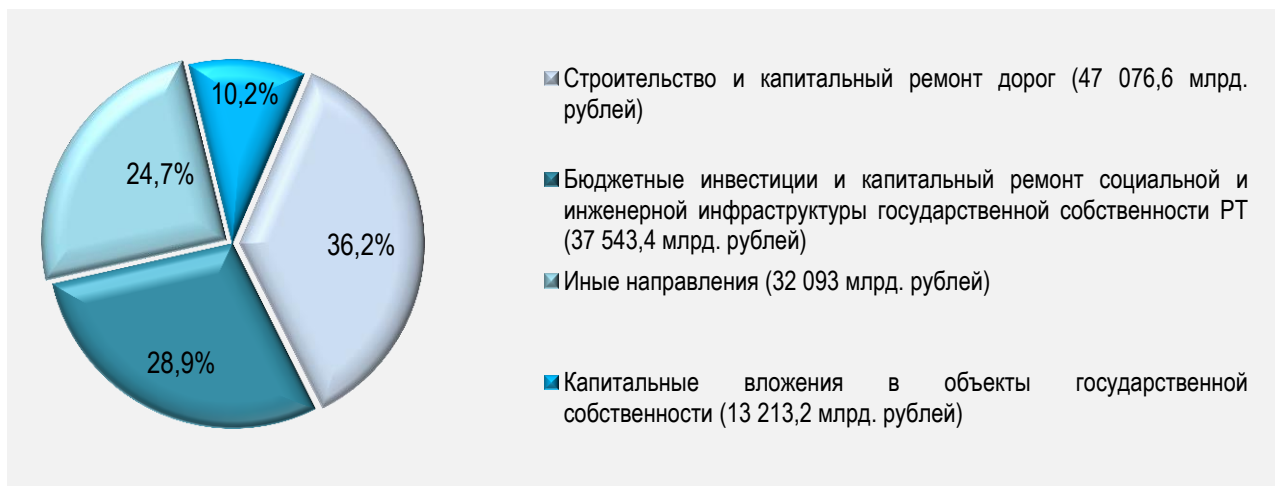 10,2%
24,7%
36,2%
28,9%
Строительство и капитальный ремонт дорог (47 076,6 млрд.
рублей)
Бюджетные инвестиции и капитальный ремонт социальной и
инженерной инфраструктуры государственной собственности РТ
(37 543,4 млрд. рублей)
Иные направления (32 093 млрд. рублей)
Капитальные вложения в объекты государственной
собственности (13 213,2 млрд. рублей)